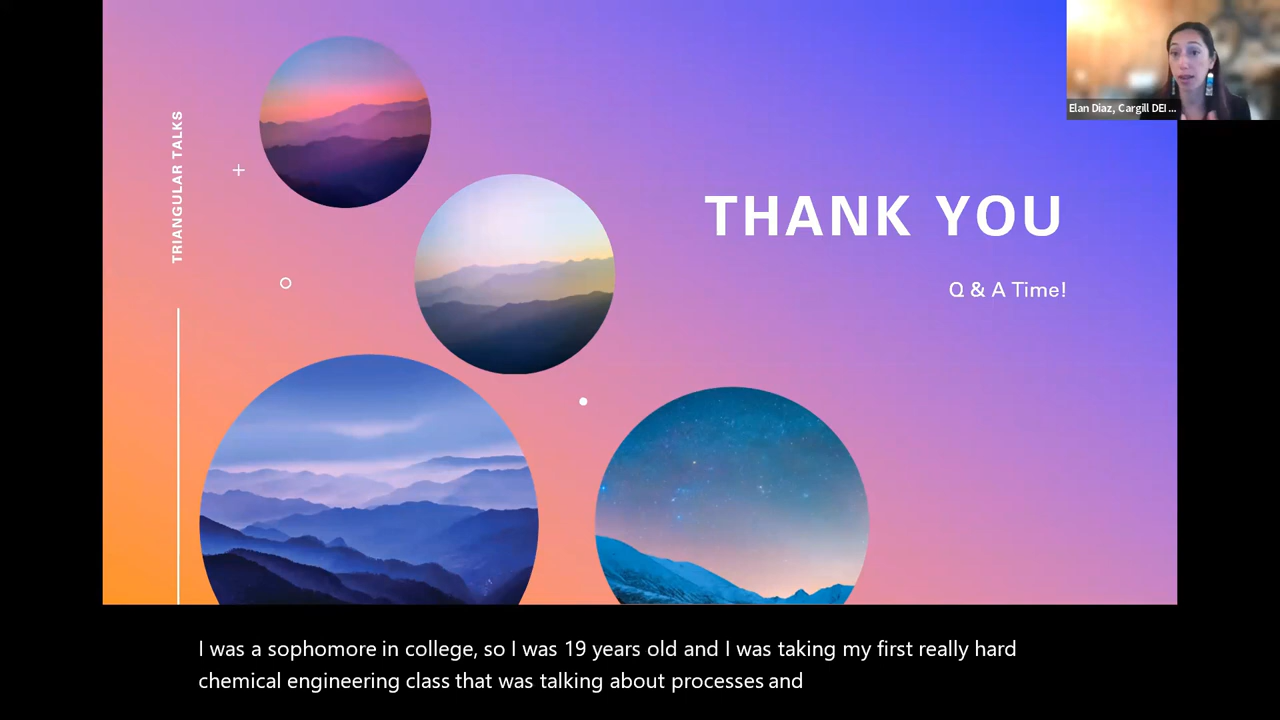 TRIANGULAR TALKS
THANK YOU
Q & A Time!
Elan Diaz, Cargill DEI ...
I was a sophomore in college, so I was 19 years old and I was taking my first really hard
chemical engineering class that was talking about processes and